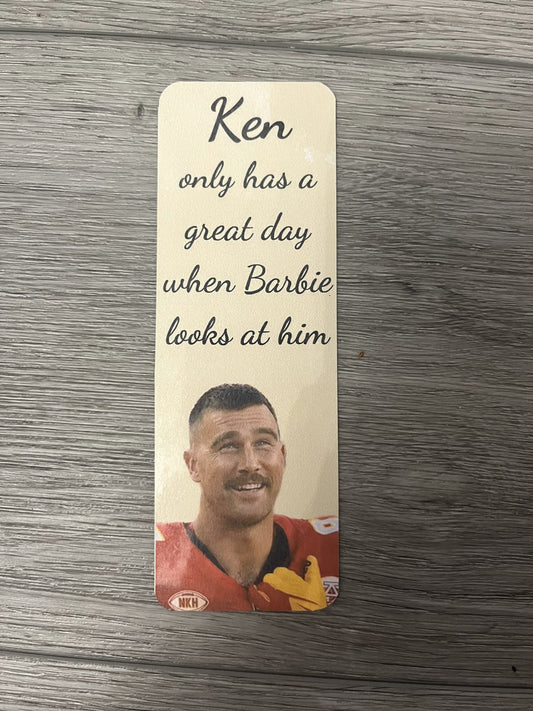 Ken
only has a
great day
when Barbie
looks at him
NKH